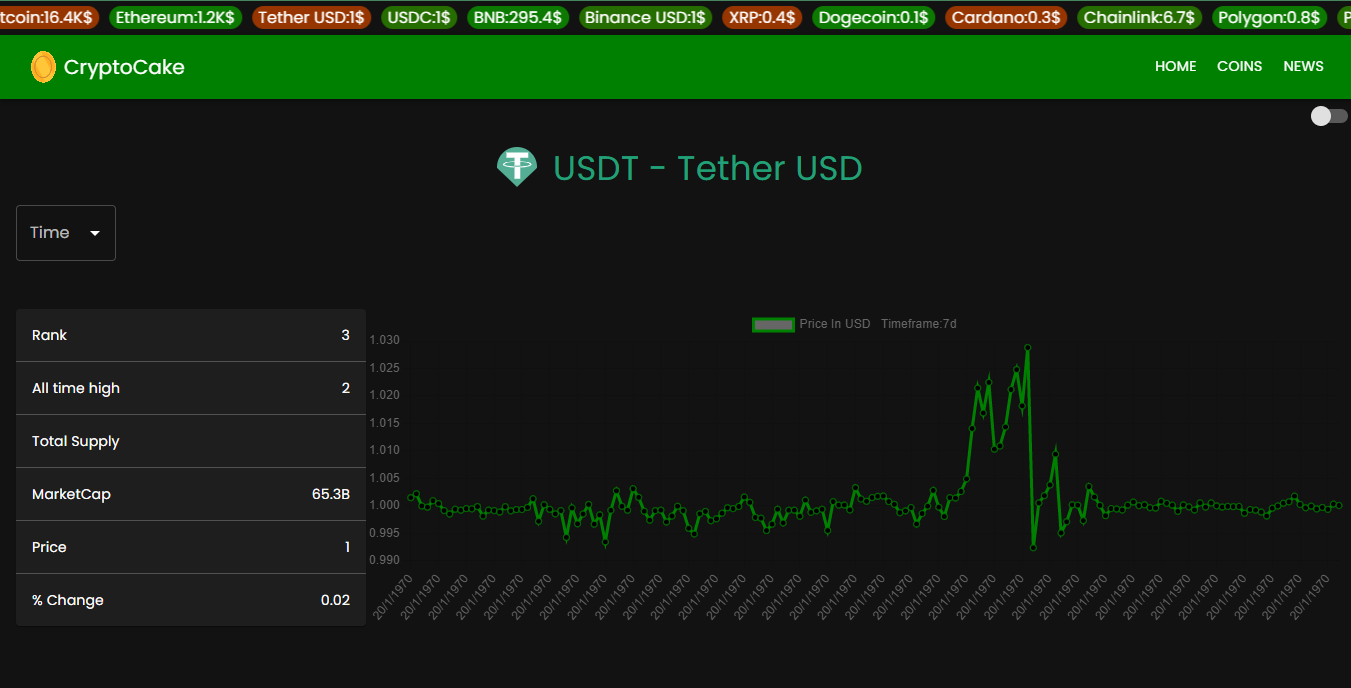 tcoin:16.4K$ Ethereum:1.2K$ Tether USD:1$ USDC:1$ BNB:295.4$ Binance USD:1$ XRP:0.4$ Dogecoin:0.1$ Cardano:0.3$ Chainlink:6.7$ Polygon:0.8$
CryptoCake HOME COINS NEWS
USDT - Tether USD
Time
Rank 3
All time high 2
Total Supply
MarketCap 65.3B
Price 1
% Change 0.02
Price In USD Timeframe:7d
1.030
1.025
1.020
1.015
1.010
1.005
1.000
0.995
0.990
20/1/1970 20/1/1970 20/1/1970 20/1/1970 20/1/1970 20/1/1970 20/1/1970 20/1/1970 20/1/1970 20/1/1970 20/1/1970 20/1/1970 20/1/1970 20/1/1970 20/1/1970 20/1/1970 20/1/1970 20/1/1970 20/1/1970 20/1/1970 20/1/1970 20/1/1970 20/1/1970 20/1/1970 20/1/1970 20/1/1970 20/1/1970 20/1/1970 20/1/1970 20/1/1970 20/1/1970 20/1/1970 20/1/1970 20/1/1970